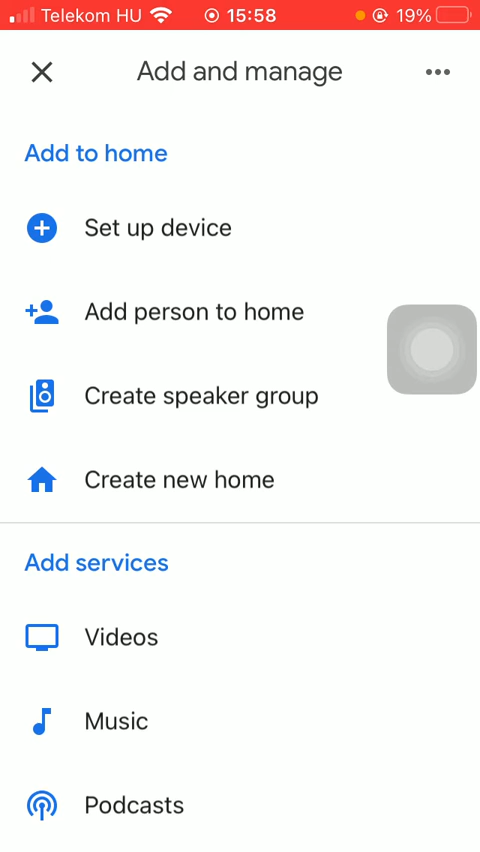 Telekom HU 15:58 19%
Add and manage
Add to home
Set up device
Add person to home
Create speaker group
Create new home
Add services
Videos
Music
Podcasts